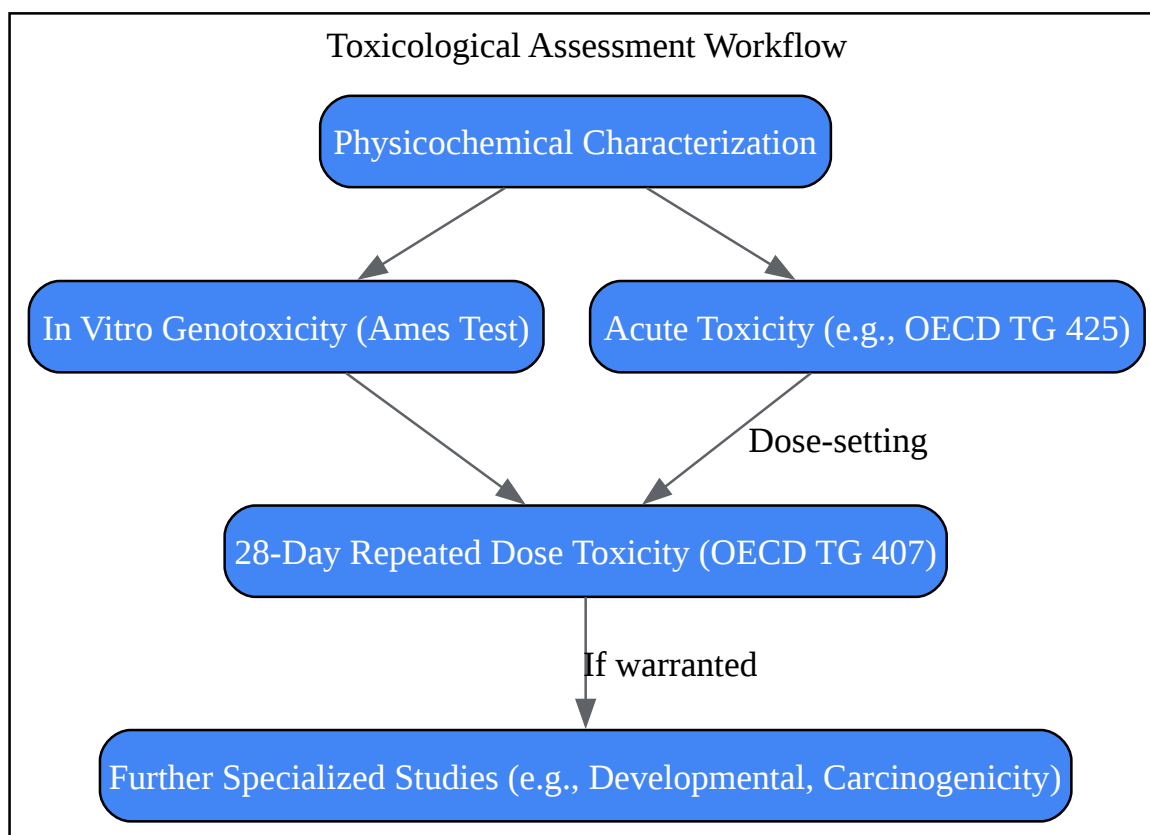 Toxicological Assessment Workflow
Physicochemical Characterization
In Vitro Genotoxicity (Ames Test)
Acute Toxicity (e.g., OECD TG 425)
Dose-setting
28-Day Repeated Dose Toxicity (OECD TG 407)
If warranted
Further Specialized Studies (e.g., Developmental, Carcinogenicity)